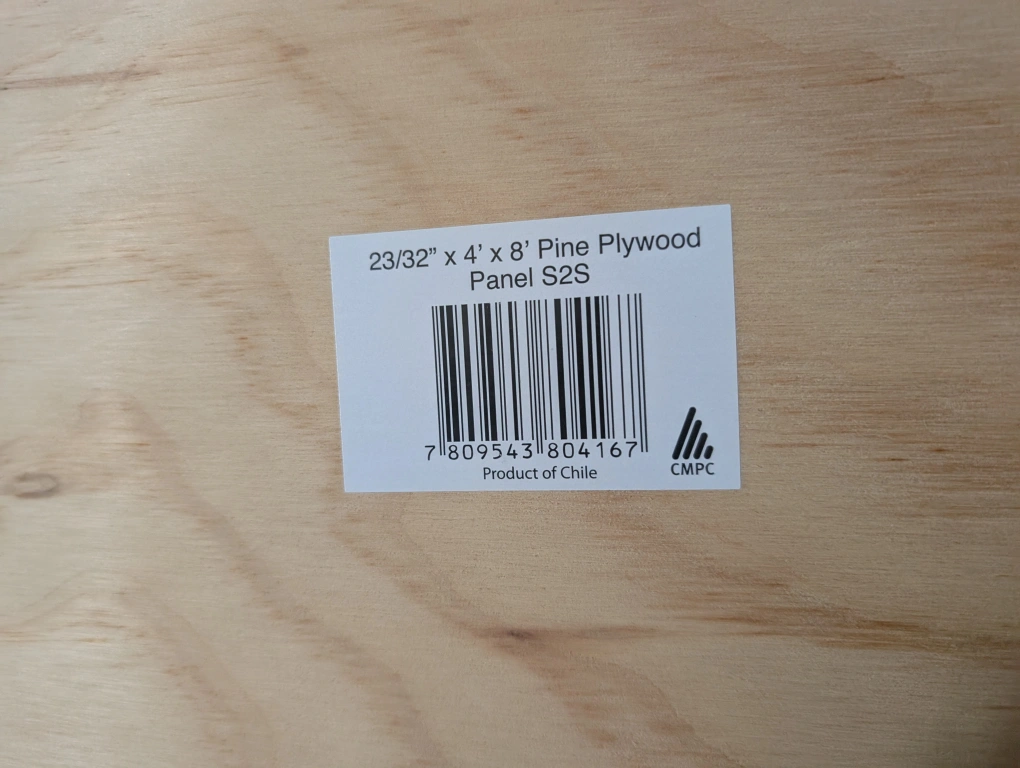 23/32” x 4’ x 8’ Pine Plywood
Panel S2S
7 809543 804167
Product of Chile
CMPC